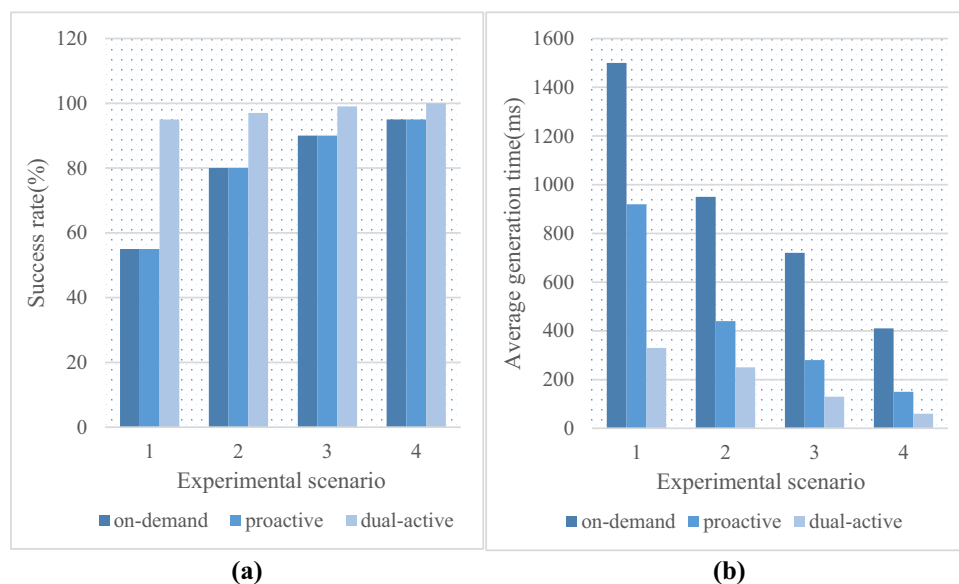 120
100
80
60
40
20
0
Success rate(%)
1 2 3 4
Experimental scenario
on-demand proactive dual-active
(a)
1600
1400
1200
1000
800
600
400
200
0
Average generation time(ms)
1 2 3 4
Experimental scenario
on-demand proactive dual-active
(b)